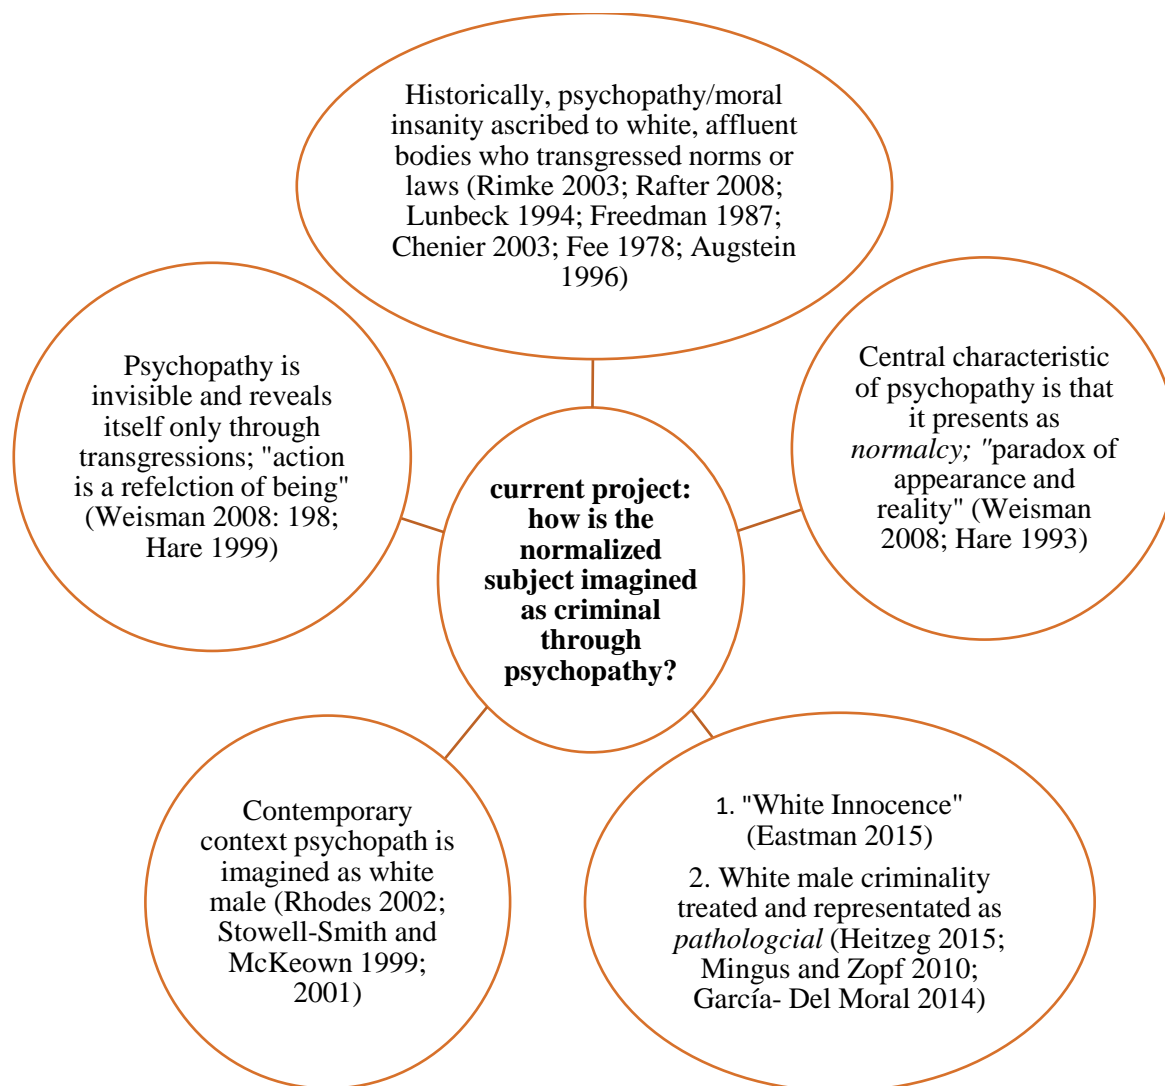 Historically, psychopathy/moral
insanity ascribed to white, affluent
bodies who transgressed norms or
laws (Rimke 2003; Rafter 2008;
Lunbeck 1994; Freedman 1987;
Chenier 2003; Fee 1978; Augstein
1996)
Psychopathy is
invisible and reveals
itself only through
transgressions; "action
is a refelction of being"
(Weisman 2008: 198;
Hare 1999)
Central characteristic
of psychopathy is that
it presents as
normalcy; "paradox of
appearance and
reality" (Weisman
2008; Hare 1993)
current project:
how is the
normalized
subject imagined
as criminal
through
psychopathy?
Contemporary
context psychopath is
imagined as white
male (Rhodes 2002;
Stowell-Smith and
McKeown 1999;
2001)
1. "White Innocence"
(Eastman 2015)
2. White male criminality
treated and representated as
pathologcial (Heitzeg 2015;
Mingus and Zopf 2010;
García- Del Moral 2014)